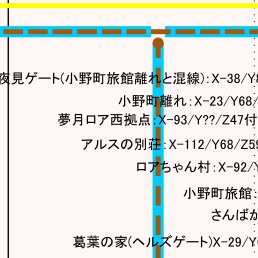 夜見ゲート(小野町旅館離れと混線):X-38/Y
小野町離れ:X-23/Y68/
夢月ロア西拠点:X-93/Y??/Z47付
アルスの別荘:X-112/Y68/Z5
ロアちゃん村:X-92/Y
小野町旅館:
さんばか
葛葉の家(ヘルズゲート)X-29/Y